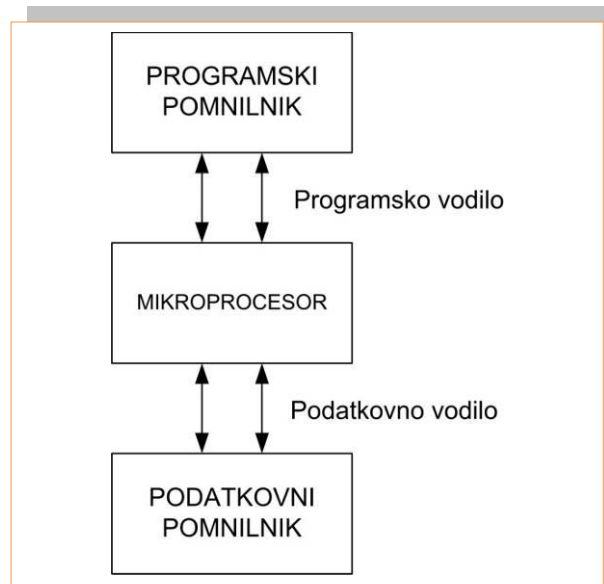 PROGRAMSKI
POMNILNIK
Programsko vodilo
MIKROPROCESOR
Podatkovno vodilo
PODATKOVNI
POMNILNIK